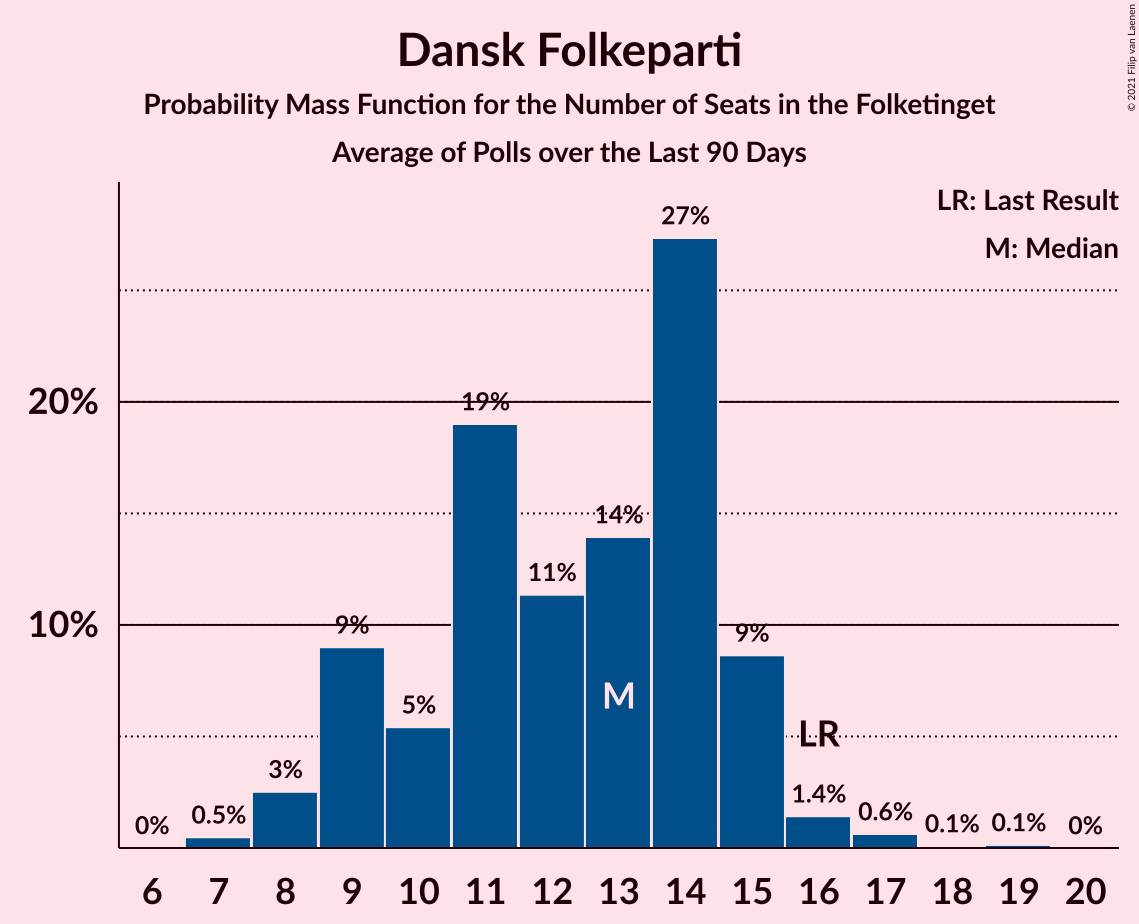 Dansk Folkeparti
Probability Mass Function for the Number of Seats in the Folketinget
Average of Polls over the Last 90 Days
© 2021 Filip van Laenen
LR: Last Result
M: Median
27%
20%
19%
14%
11%
10%
9%
9%
M
5%
LR
3%
1.4%
0%
0.5%
0.6%
0.1%
0.1%
0%
6 7 8 9 10 11 12 13 14 15 16 17 18 19 20